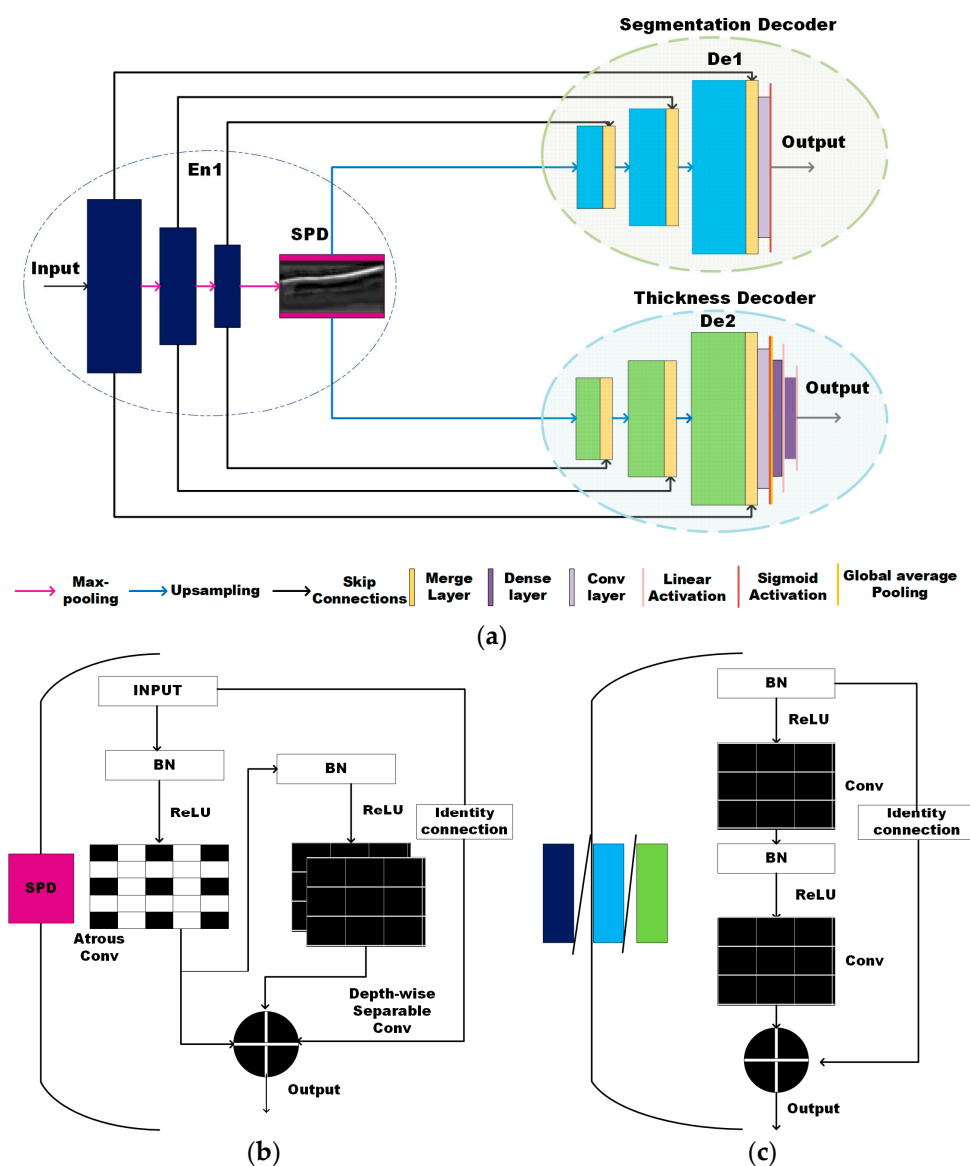 Segmentation Decoder
De1
Output
En1
SPD
Input
Thickness Decoder
De2
Output
Max-
pooling
Upsampling
Skip
Connections
Merge
Layer
Dense
layer
Conv
layer
Linear
Activation
Sigmoid
Activation
Global average
Pooling
(a)
INPUT
BN
ReLU
BN
ReLU
Identity
connection
SPD
Atrous
Conv
Depth-wise
Separable
Conv
Output
(b)
BN
ReLU
Conv
Identity
connection
BN
ReLU
Conv
Output
(c)